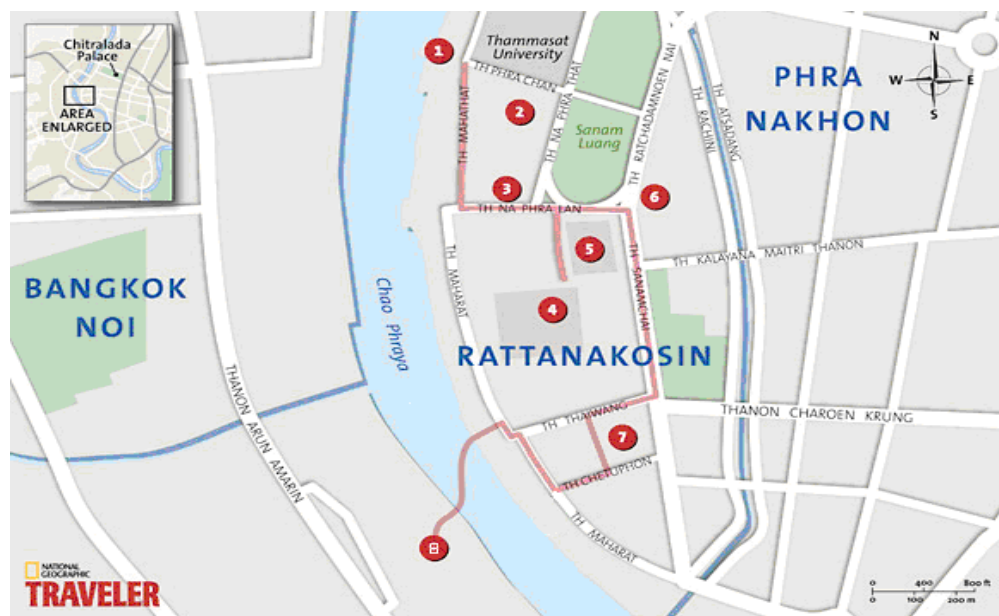 Chitralada
Palace
AREA
ENLARGED
1
Thammasat
University
TH PHRA CHAN
TH NA PHRA THAT
TH RATCHADAMNOEN NAI
TH RACHINI
TH ATSADANG
PHRA
NAKHON
N
W
E
S
TH MAHATHAT
2
Sanam
Luang
3
6
TH NA PHRA LAN
5
TH SANAMCHAI
TH KALAYANA MAITRI THANON
BANGKOK
NOI
TH MAHARAT
Chao Phraya
4
RATTANAKOSIN
THANON ARUN AMARIN
TH THAIWANG
THANON CHAROEN KRUNG
7
TH CHETUPHON
8
TH MAHARAT
NATIONAL
GEOGRAPHIC
TRAVELER
0 400 800 ft
0 100 200 m